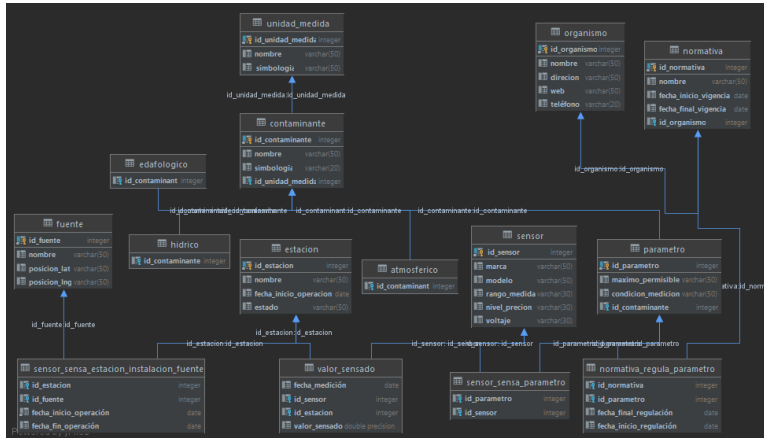 unidad_medida
id_unidad_medida integer
nombre varchar(50)
simbologia varchar(50)
organismo
id_organismo integer
nombre varchar(50)
direcion varchar(50)
web varchar(50)
teléfono varchar(20)
normativa
id_normativa integer
nombre varchar(50)
fecha_inicio_vigencia date
fecha_final_vigencia date
id_organismo integer
id_unidad_medida:id_unidad_medida
contaminante
id_contaminante integer
nombre varchar(50)
simbologia varchar(20)
id_unidad_medida integer
edafologico
id_contaminant integer
id_organismo:id_organismo
id_contaminante:id_contaminante
id_contaminante:id_contaminante
fuente
id_fuente integer
nombre varchar(50)
posicion_lat varchar(50)
posicion_lng varchar(50)
hidrico
id_contaminante integer
estacion
id_estacion integer
nombre varchar(50)
fecha_inicio_operacion date
estado varchar(50)
atmosferico
id_contaminant integer
sensor
id_sensor integer
marca varchar(50)
modelo varchar(50)
rango_medida varchar(30)
nivel_precion varchar(30)
voltaje varchar(30)
parametro
id_parametro integer
maximo_permisible varchar(50)
condicion_medicion varchar(50)
id_contaminante integer
id_fuente:id_fuente
id_estacion:id_estacion
id_estacion:id_estacion
id_sensor:
id_sensor
sensor_sensa_estacion_instalacion_fuente
id_estacion integer
id_fuente integer
fecha_inicio_operación date
fecha_fin_operación date
valor_sensado
fecha_medición date
id_sensor integer
id_estacion integer
valor_sensado double precision
sensor_sensa_parametro
id_parametro integer
id_sensor integer
normativa_regula_parametro
id_normativa integer
id_parametro integer
fecha_final_regulación date
fecha_inicio_regulación date